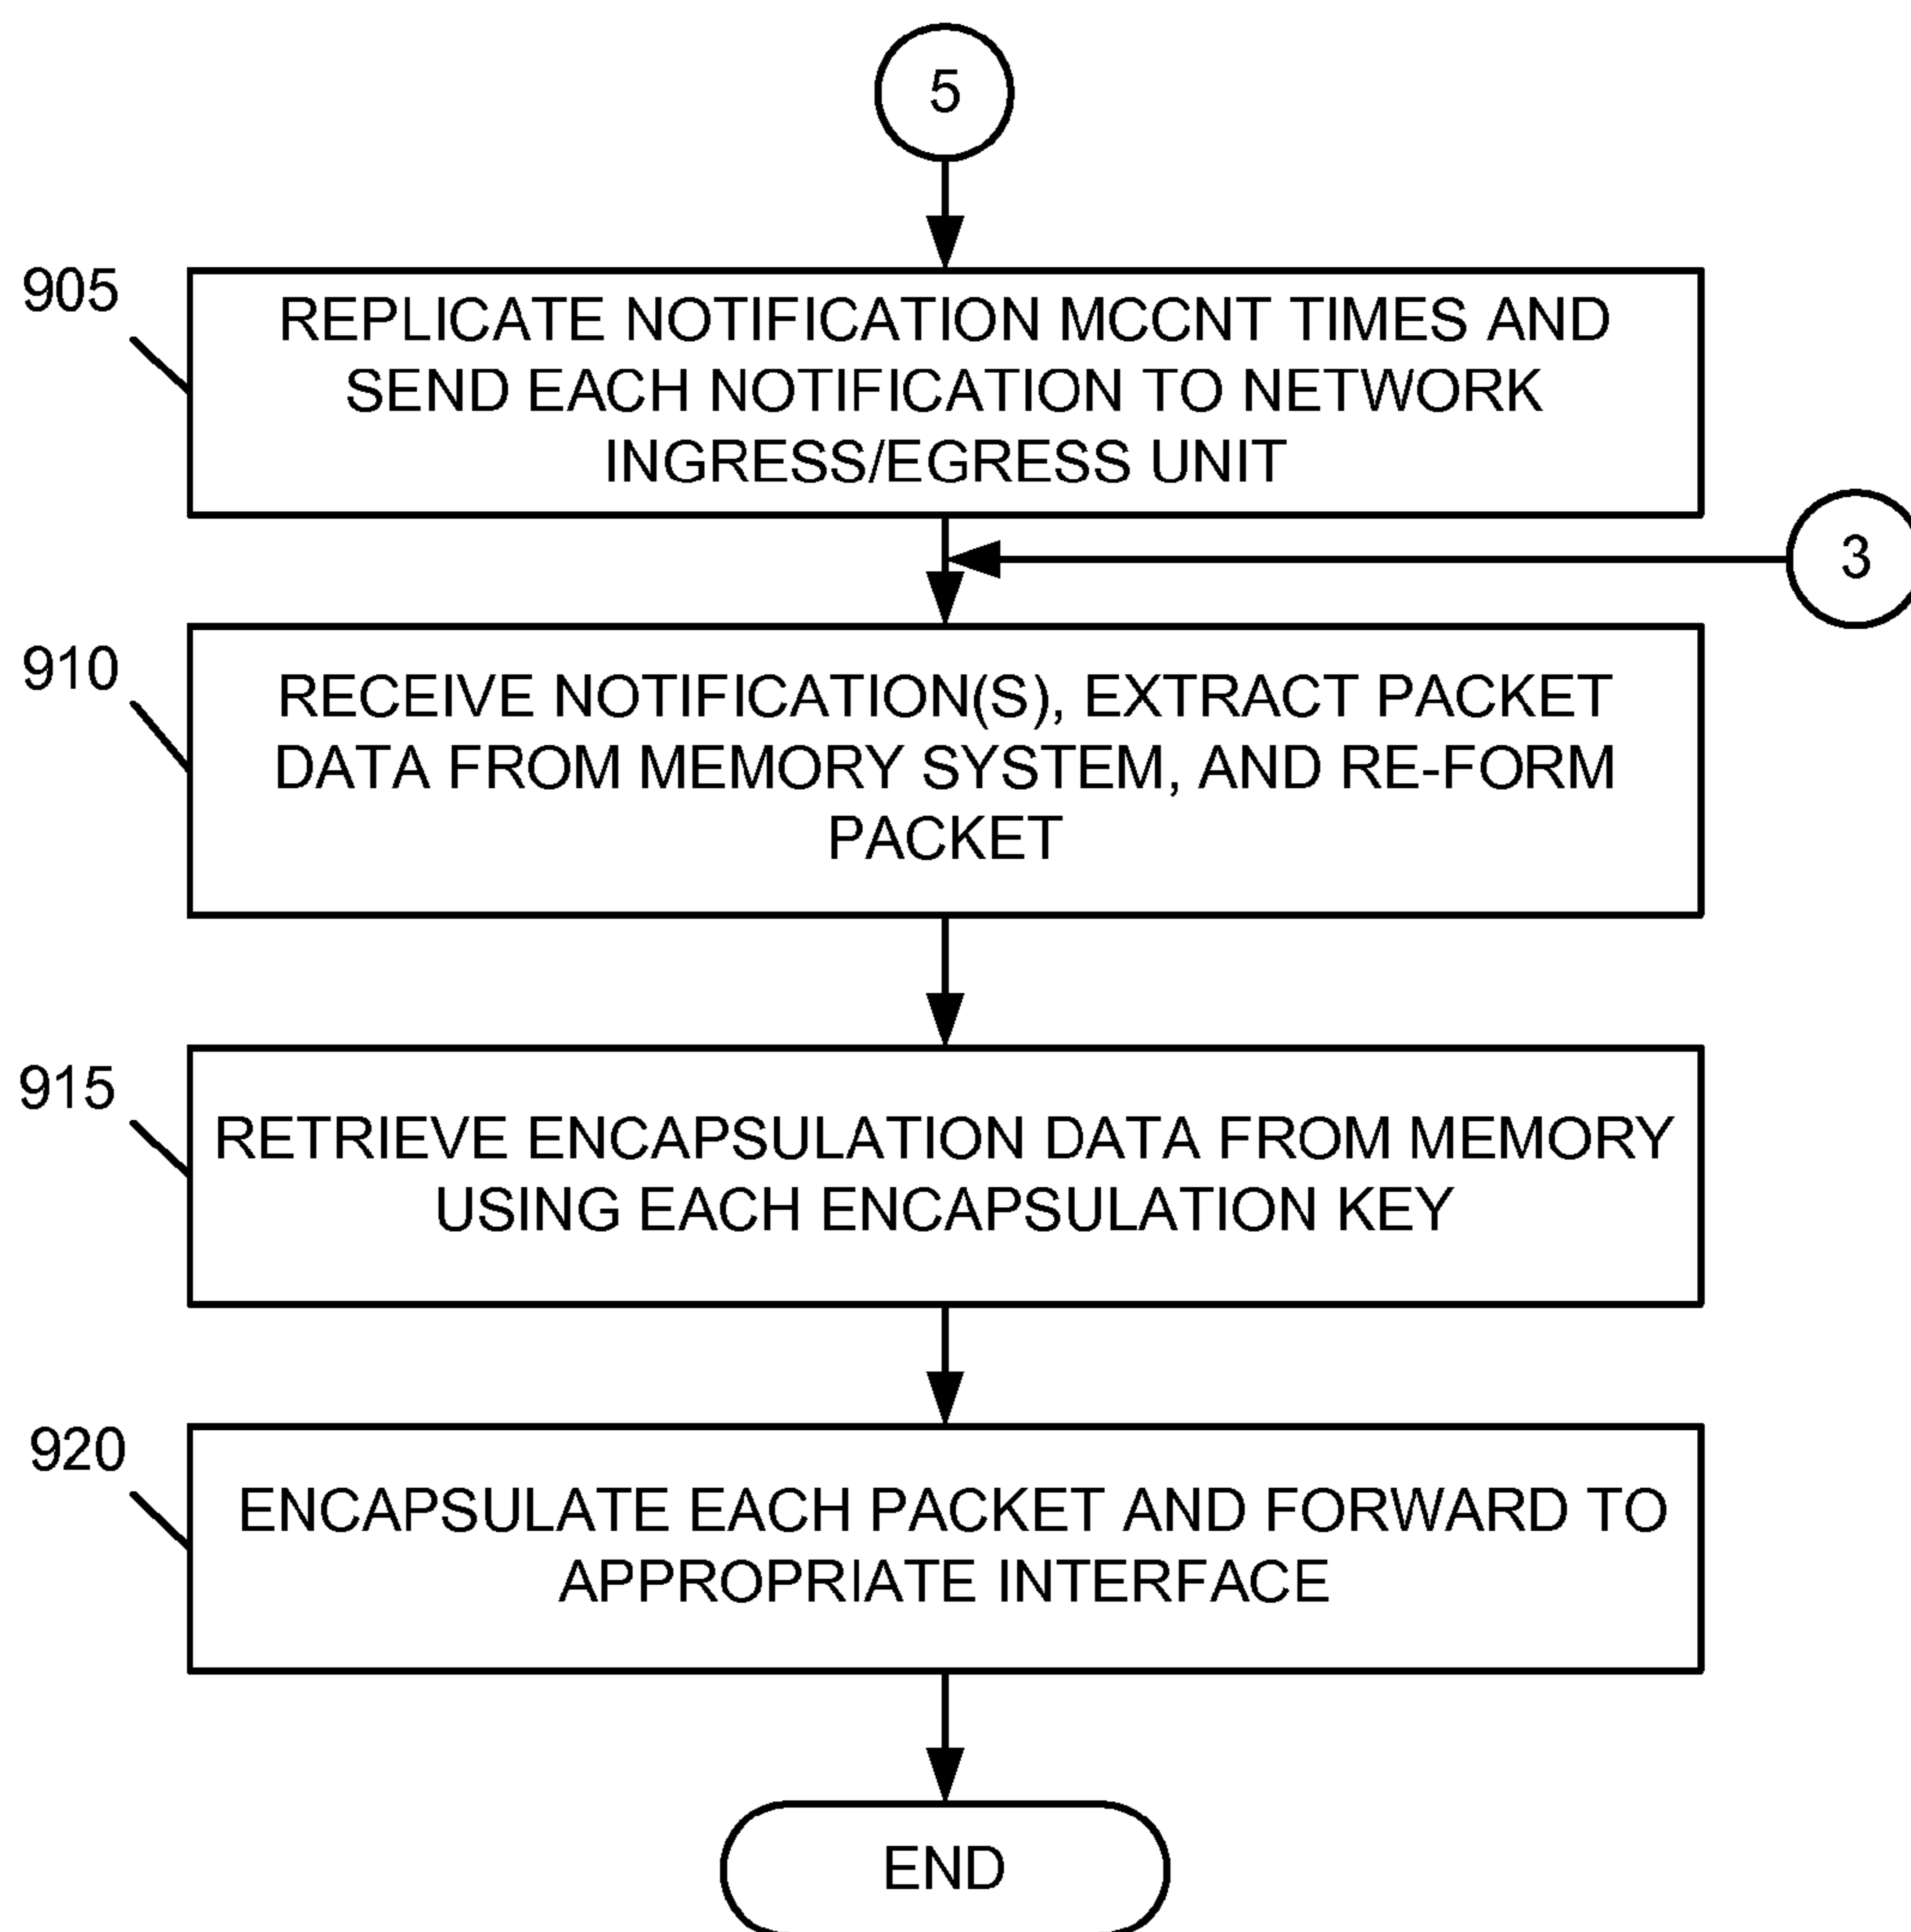 5
905
REPLICATE NOTIFICATION MCCNT TIMES AND
SEND EACH NOTIFICATION TO NETWORK
INGRESS/EGRESS UNIT
3
910
RECEIVE NOTIFICATION(S), EXTRACT PACKET
DATA FROM MEMORY SYSTEM, AND RE-FORM
PACKET
915
RETRIEVE ENCAPSULATION DATA FROM MEMORY
USING EACH ENCAPSULATION KEY
920
ENCAPSULATE EACH PACKET AND FORWARD TO
APPROPRIATE INTERFACE
END